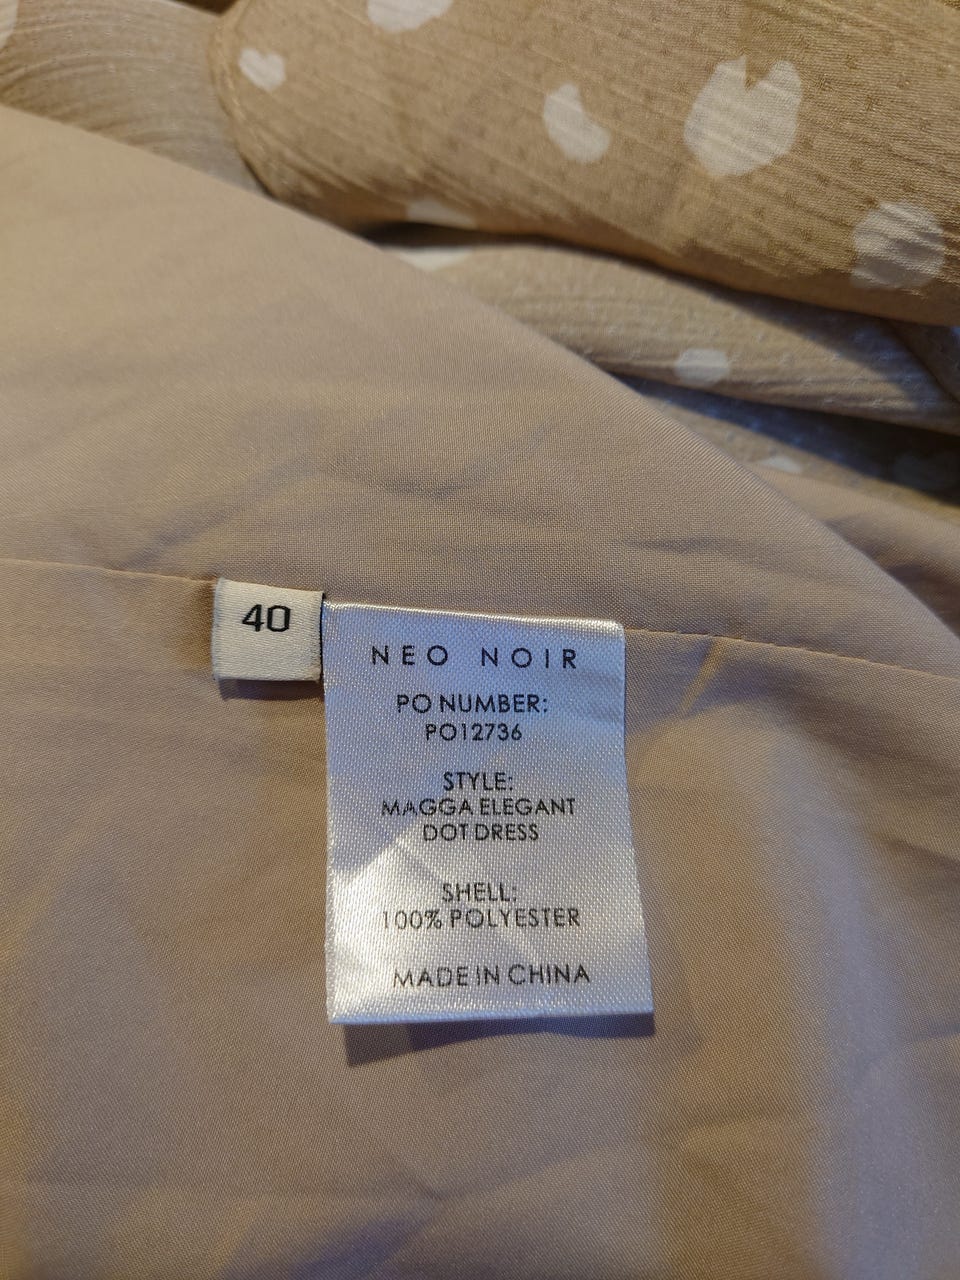 40
NEO NOIR
PO NUMBER:
PO12736
STYLE:
MAGGA ELEGANT
DOT DRESS
SHELL:
100% POLYESTER
MADE IN CHINA